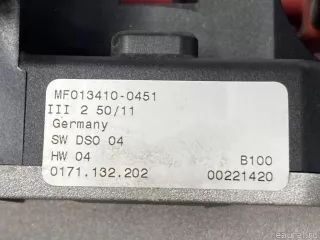 MF013410-0451
III 2 50/11
Germany
SW DSO 04
HW 04 B100
0171.132.202 00221420